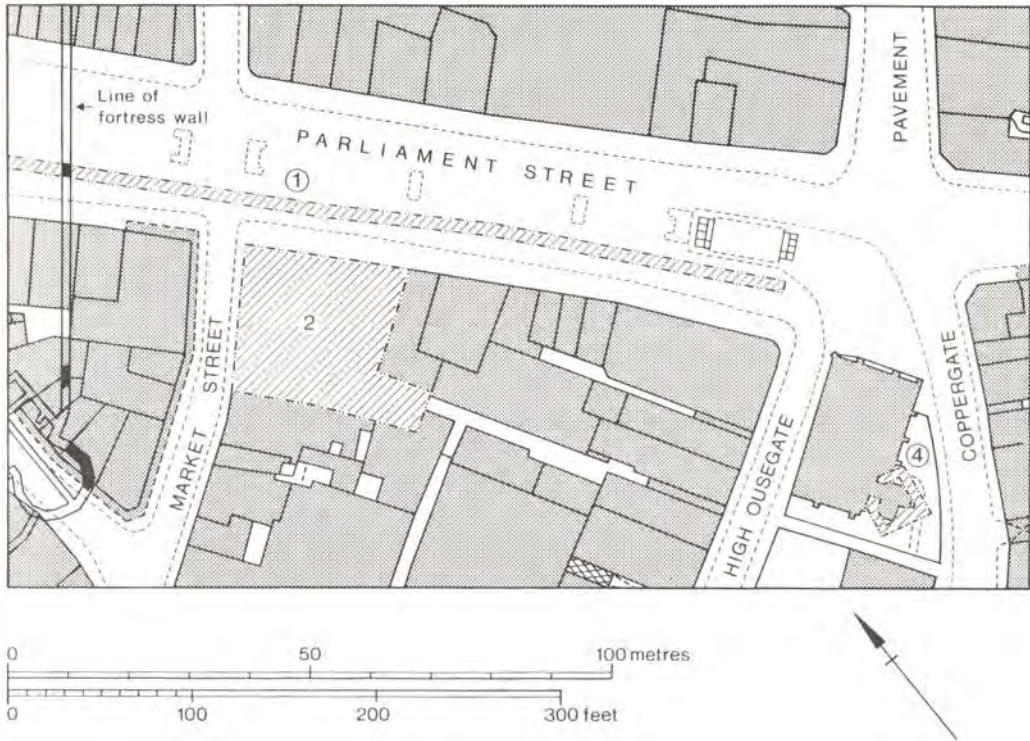 Line of
fortress wall
PARLIAMENT STREET
PAVEMENT
1
2
MARKET STREET
HIGH OUSEGATE
4
COPPERGATE
0 50 100 metres
0 100 200 300 feet